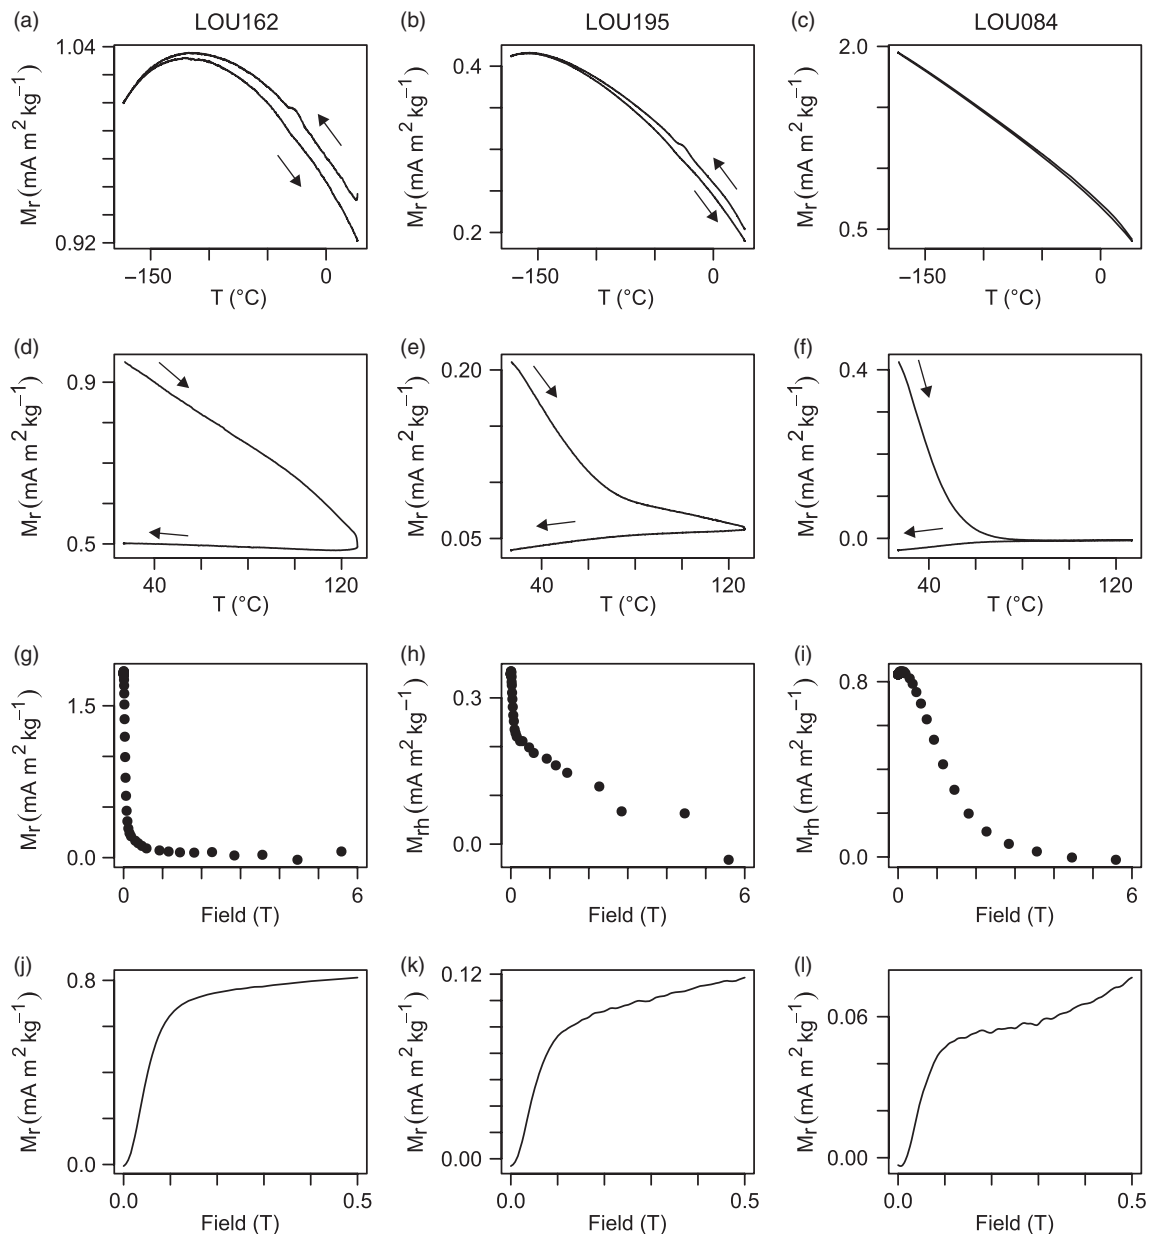 (a) LOU162 (b) LOU195 (c) LOU084
1.04
0.92
Mr (mA m² kg⁻¹)
−150 0
T (°C)
0.4
0.2
Mr (mA m² kg⁻¹)
−150 0
T (°C)
2.0
0.5
Mr (mA m² kg⁻¹)
−150 0
T (°C)
(d)
0.9
0.5
Mr (mA m² kg⁻¹)
40 120
T (°C)
(e)
0.20
0.05
Mr (mA m² kg⁻¹)
40 120
T (°C)
(f)
0.4
0.0
Mr (mA m² kg⁻¹)
40 120
T (°C)
(g)
1.5
0.0
Mr (mA m² kg⁻¹)
0 6
Field (T)
(h)
0.3
0.0
Mrh (mA m² kg⁻¹)
0 6
Field (T)
(i)
0.8
0.0
Mrh (mA m² kg⁻¹)
0 6
Field (T)
(j)
0.8
0.4
0.0
Mr (mA m² kg⁻¹)
0.0 0.5
Field (T)
(k)
0.12
0.00
Mr (mA m² kg⁻¹)
0.0 0.5
Field (T)
(l)
0.06
0.00
Mr (mA m² kg⁻¹)
0.0 0.5
Field (T)